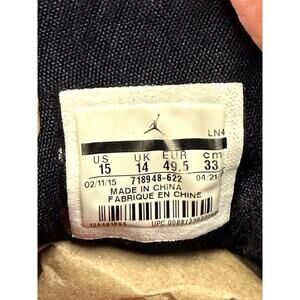 LN4
US UK EUR cm
15 14 49.5 33
02/11/15 718948-622 04/21
MADE IN CHINA
FABRIQUE EN CHINE
UPC